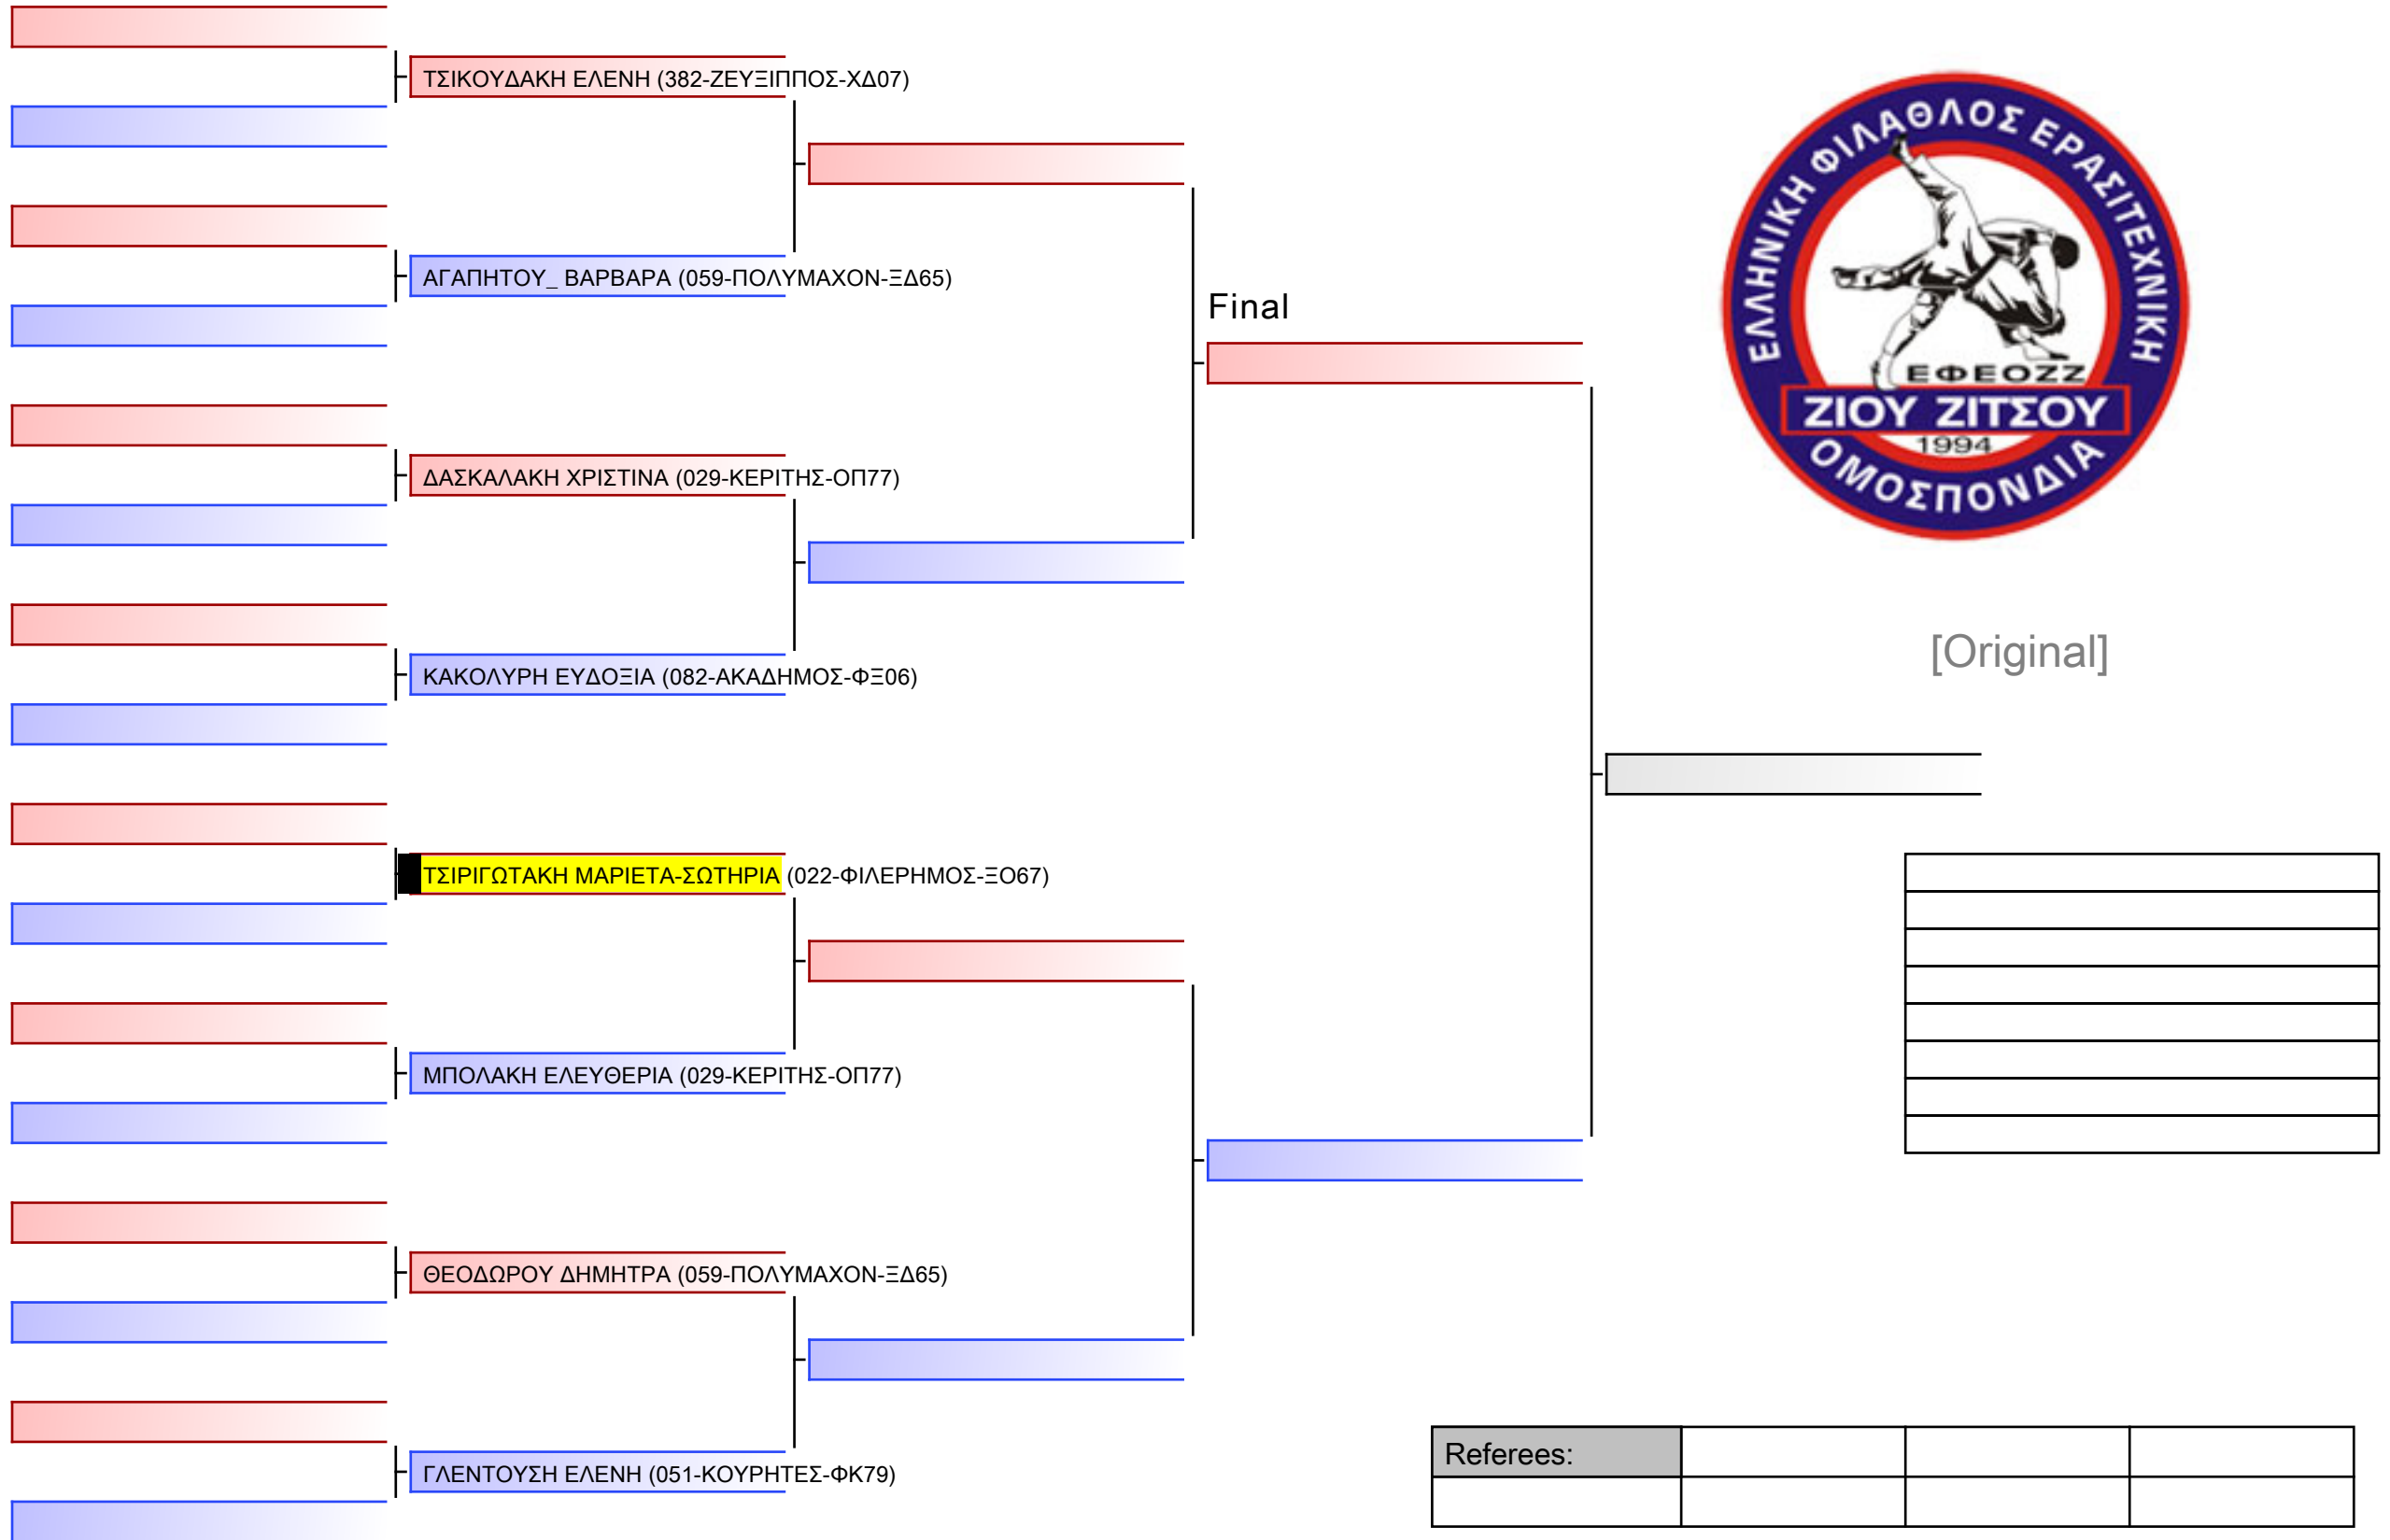 ΤΣΙΚΟΥΔΑΚΗ ΕΛΕΝΗ (382-ΖΕΥΞΙΠΠΟΣ-ΧΔ07)
ΑΓΑΠΗΤΟΥ_ ΒΑΡΒΑΡΑ (059-ΠΟΛΥΜΑΧΟΝ-ΞΔ65)
ΔΑΣΚΑΛΑΚΗ ΧΡΙΣΤΙΝΑ (029-ΚΕΡΙΤΗΣ-ΟΠ77)
ΚΑΚΟΛΥΡΗ ΕΥΔΟΞΙΑ (082-ΑΚΑΔΗΜΟΣ-ΦΞ06)
ΤΣΙΡΙΓΩΤΑΚΗ ΜΑΡΙΕΤΑ-ΣΩΤΗΡΙΑ (022-ΦΙΛΕΡΗΜΟΣ-ΞΟ67)
ΜΠΟΛΑΚΗ ΕΛΕΥΘΕΡΙΑ (029-ΚΕΡΙΤΗΣ-ΟΠ77)
ΘΕΟΔΩΡΟΥ ΔΗΜΗΤΡΑ (059-ΠΟΛΥΜΑΧΟΝ-ΞΔ65)
ΓΛΕΝΤΟΥΣΗ ΕΛΕΝΗ (051-ΚΟΥΡΗΤΕΣ-ΦΚ79)
Final
ΕΛΛΗΝΙΚΗ ΦΙΛΑΘΛΟΣ ΕΡΑΣΙΤΕΧΝΙΚΗ
ΕΦΕΟΖΖ
ΖΙΟΥ ΖΙΤΣΟΥ
1994
ΟΜΟΣΠΟΝΔΙΑ
[Original]
Referees: